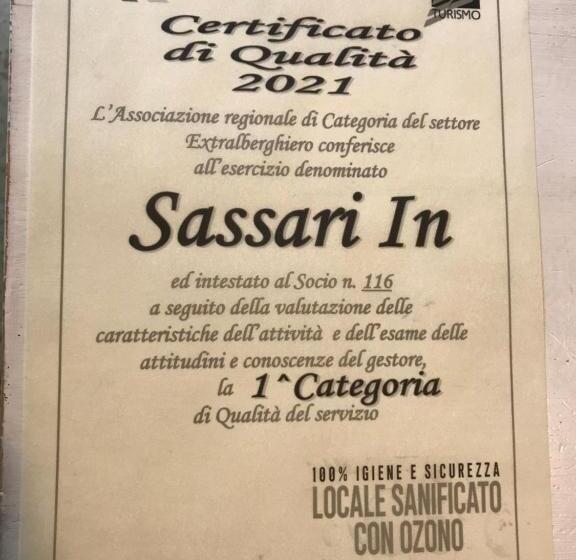 TURISMO
Certificato
di Qualità
2021
L'Associazione regionale di Categoria del settore
Extralberghiero conferisce
all'esercizio denominato
Sassari In
ed intestato al Socio n. 116
a seguito della valutazione delle
caratteristiche dell'attività e dell'esame delle
attitudini e conoscenze del gestore,
la 1^Categoria
di Qualità del servizio
100% IGIENE E SICUREZZA
LOCALE SANIFICATO
CON OZONO